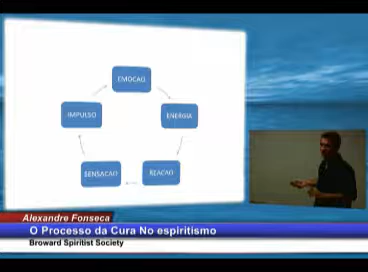 EMOCAO
IMPULSO
ENERGIA
SENSACAO
REACAO
Alexandre Fonseca
O Processo da Cura No espiritismo
Broward Spiritist Society